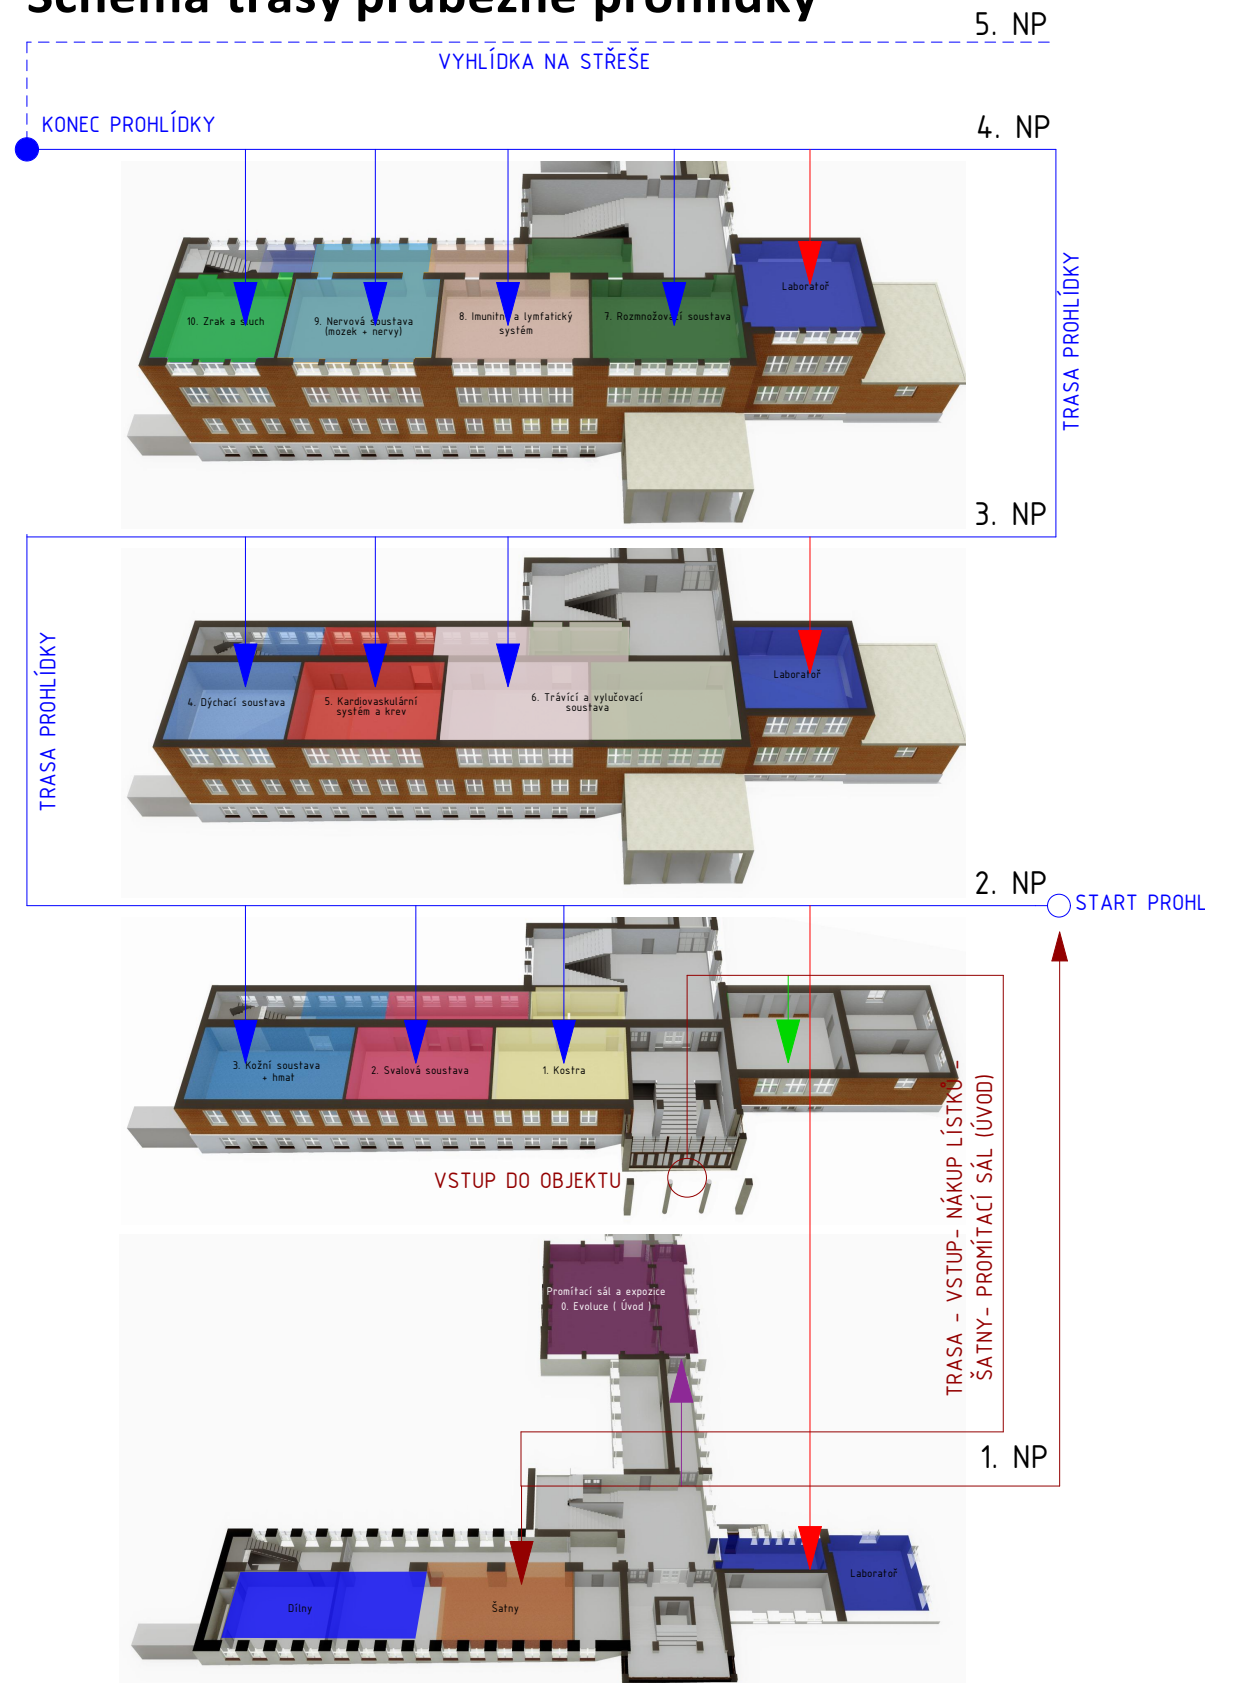 Schéma trasy průběžné prohlídky
5. NP
VYHLÍDKA NA STŘEŠE
KONEC PROHLÍDKY
4. NP
Laboratoř
10. Zrak a sluch
9. Nervová soustava
(mozek + nervy)
8. Imunitní a lymfatický
systém
7. Rozmnožovací soustava
TRASA PROHLÍDKY
3. NP
TRASA PROHLÍDKY
4. Dýchací soustava
5. Kardiovaskulární
systém a krev
6. Trávící a vylučovací
soustava
Laboratoř
2. NP
START PROHL
3. Kožní soustava
+ hmat
2. Svalová soustava
1. Kostra
VSTUP DO OBJEKTU
TRASA - VSTUP- NÁKUP LÍSTKŮ -
ŠATNY- PROMÍTACÍ SÁL (ÚVOD)
Promítací sál a expozice
0. Evoluce ( Úvod )
1. NP
Dílny
Šatny
Laboratoř